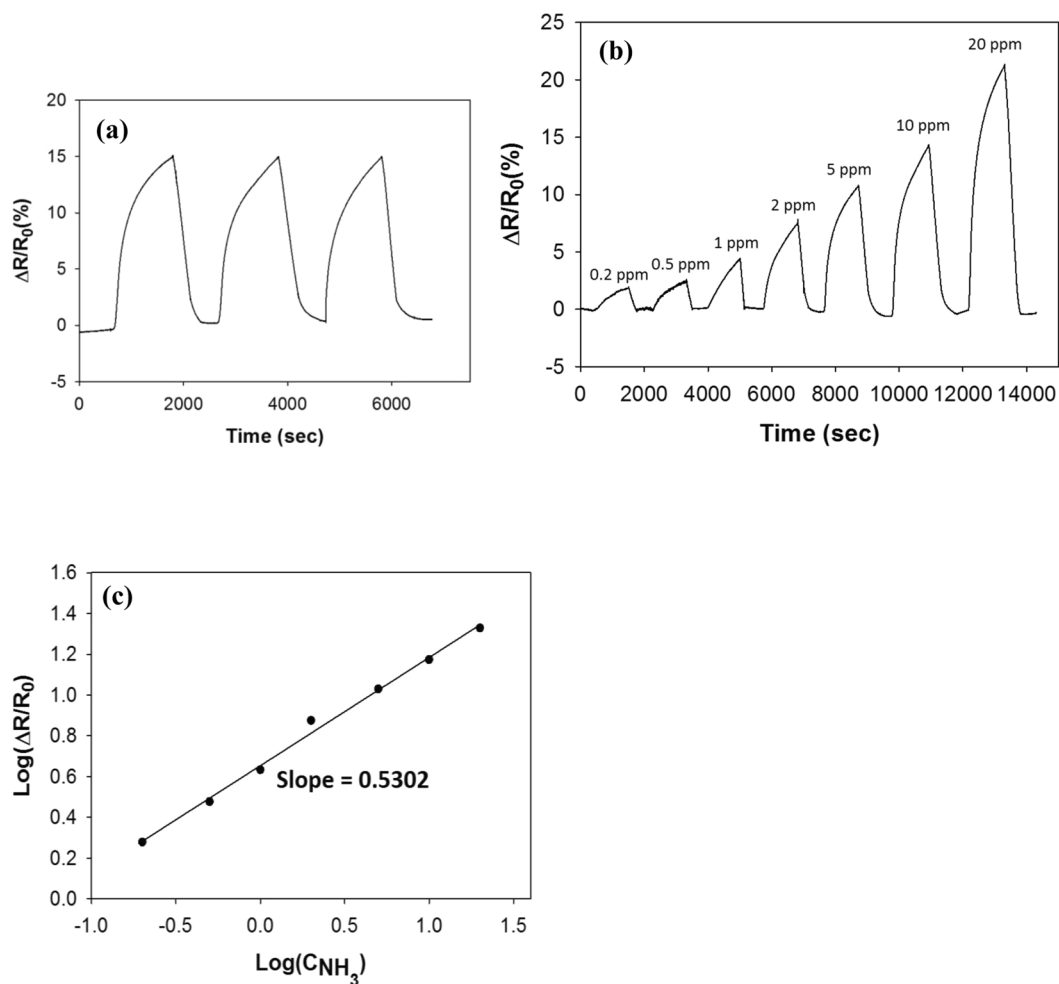 (a)
20
15
10
5
0
-5
0 2000 4000 6000
Time (sec)
ΔR/R₀(%)
(b)
25
20
15
10
5
0
-5
0.2 ppm
0.5 ppm
1 ppm
2 ppm
5 ppm
10 ppm
20 ppm
0 2000 4000 6000 8000 10000 12000 14000
Time (sec)
ΔR/R₀(%)
(c)
1.6
1.4
1.2
1.0
0.8
0.6
0.4
0.2
0.0
Slope = 0.5302
-1.0 -0.5 0.0 0.5 1.0 1.5
Log(C_NH₃)
Log(ΔR/R₀)